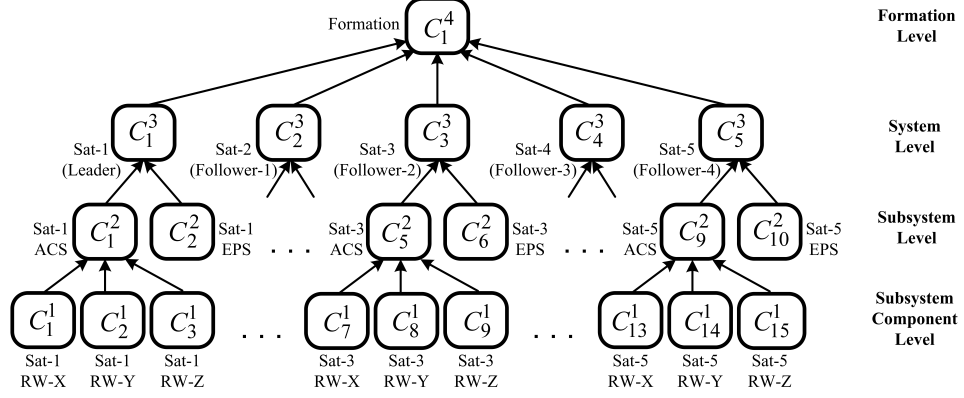 Formation
C_1^4
Formation
Level
C_1^3
C_2^3
C_3^3
C_4^3
C_5^3
System
Level
Sat-1
(Leader)
Sat-2
(Follower-1)
Sat-3
(Follower-2)
Sat-4
(Follower-3)
Sat-5
(Follower-4)
Sat-1
ACS
C_1^2
C_2^2
Sat-1
EPS
. . .
Sat-3
ACS
C_5^2
C_6^2
Sat-3
EPS
. . .
Sat-5
ACS
C_9^2
C_10^2
Sat-5
EPS
Subsystem
Level
C_1^1
C_2^1
C_3^1
. . .
C_7^1
C_8^1
C_9^1
. . .
C_13^1
C_14^1
C_15^1
Subsystem
Component
Level
Sat-1
RW-X
Sat-1
RW-Y
Sat-1
RW-Z
Sat-3
RW-X
Sat-3
RW-Y
Sat-3
RW-Z
Sat-5
RW-X
Sat-5
RW-Y
Sat-5
RW-Z